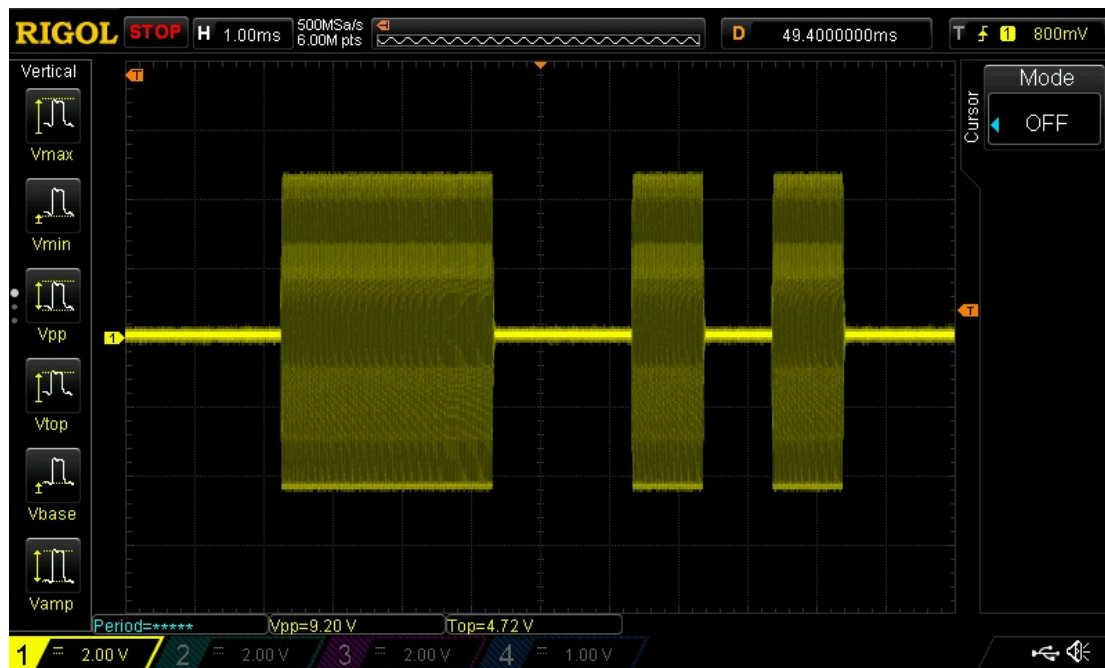 RIGOL STOP H 1.00ms 500MSa/s 6.00M pts D 49.4000000ms T 1 800mV
Vertical
Vmax
Vmin
Vpp
Vtop
Vbase
Vamp
T
1
T
Cursor
Mode
OFF
Period=***** Vpp=9.20 V Top=4.72 V
1 = 2.00 V 2 = 2.00 V 3 = 2.00 V 4 = 1.00 V